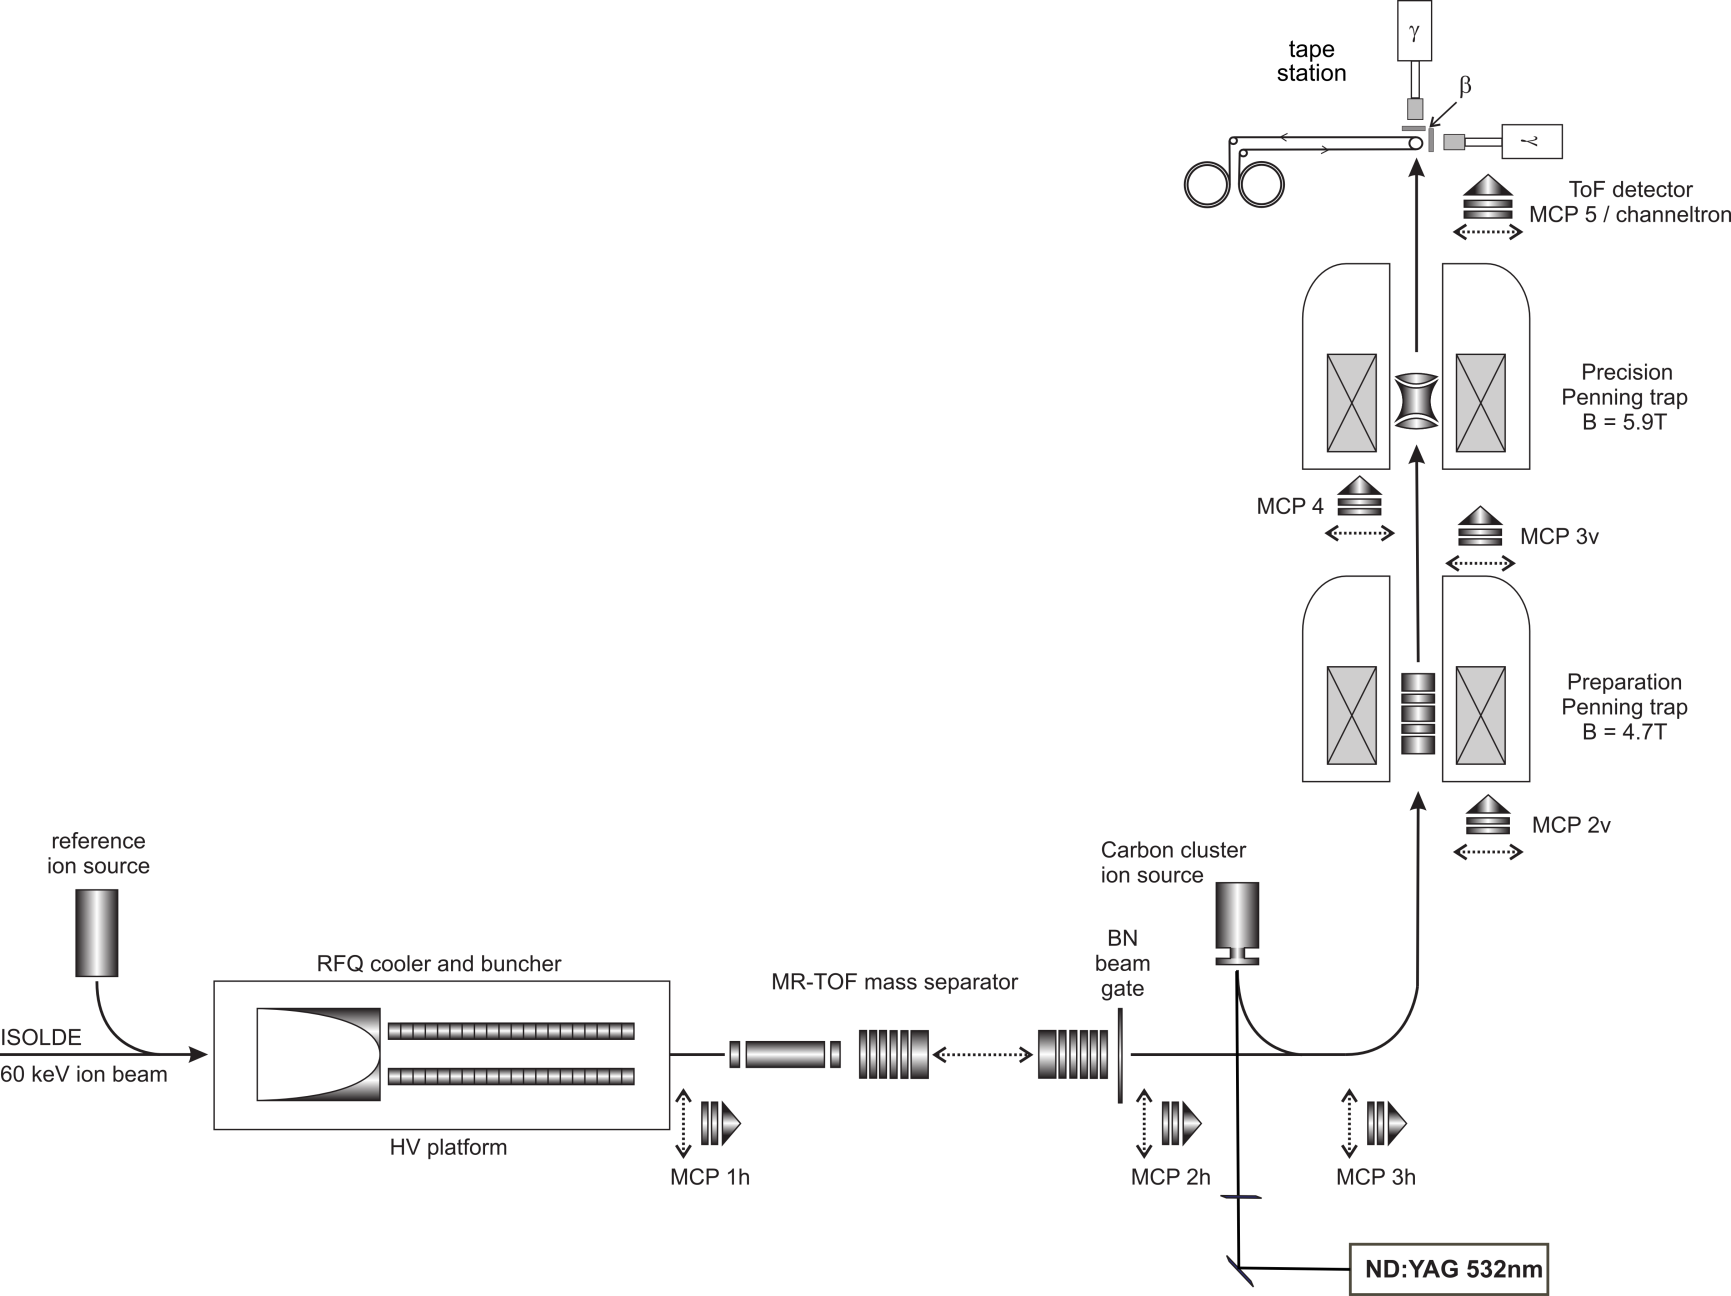 γ
tape
station
β
γ
ToF detector
MCP 5 / channeltron
Precision
Penning trap
B = 5.9T
MCP 4
MCP 3v
Preparation
Penning trap
B = 4.7T
MCP 2v
reference
ion source
Carbon cluster
ion source
BN
beam
gate
RFQ cooler and buncher
MR-TOF mass separator
ISOLDE
60 keV ion beam
HV platform
MCP 1h
MCP 2h
MCP 3h
ND:YAG 532nm